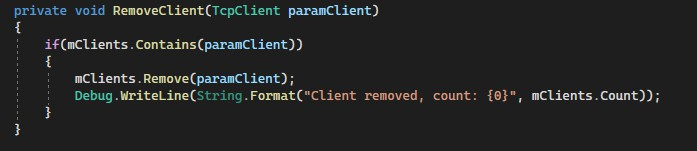 private void RemoveClient(TcpClient paramClient)
{
if(mClients.Contains(paramClient))
{
mClients.Remove(paramClient);
Debug.WriteLine(String.Format("Client removed, count: {0}", mClients.Count));
}
}